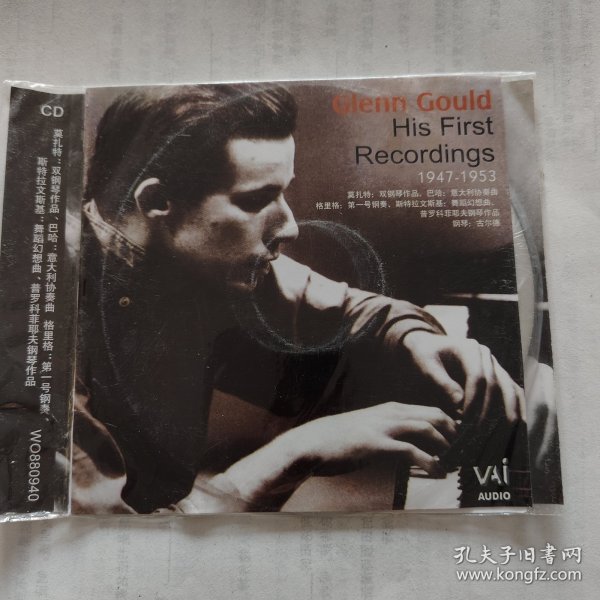 CD
莫扎特:双钢琴作品、巴哈:意大利协奏曲 格里格:第一号钢奏、
斯特拉文斯基:舞蹈幻想曲、普罗科菲耶夫钢琴作品
WO880940
Glenn Gould
His First
Recordings
1947-1953
莫扎特:双钢琴作品、巴哈:意大利协奏曲
格里格:第一号钢奏、斯特拉文斯基:舞蹈幻想曲、
普罗科菲耶夫钢琴作品
钢琴:古尔德
VAI
AUDIO
孔夫子旧书网
www.kongfz.com